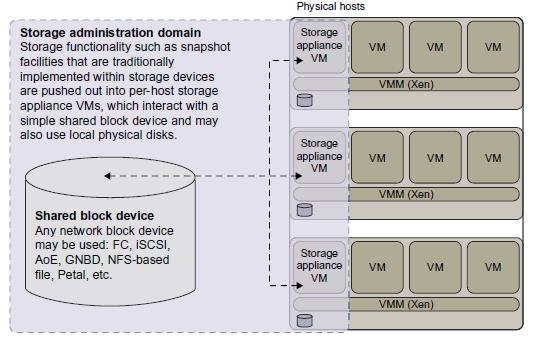 Physical hosts
Storage administration domain
Storage functionality such as snapshot
facilities that are traditionally
implemented within storage devices
are pushed out into per-host storage
appliance VMs, which interact with a
simple shared block device and may
also use local physical disks.
Shared block device
Any network block device
may be used: FC, iSCSI,
AoE, GNBD, NFS-based
file, Petal, etc.
Storage
appliance
VM
VM
VM
VM
VMM (Xen)
Storage
appliance
VM
VM
VM
VM
VMM (Xen)
Storage
appliance
VM
VM
VM
VM
VMM (Xen)